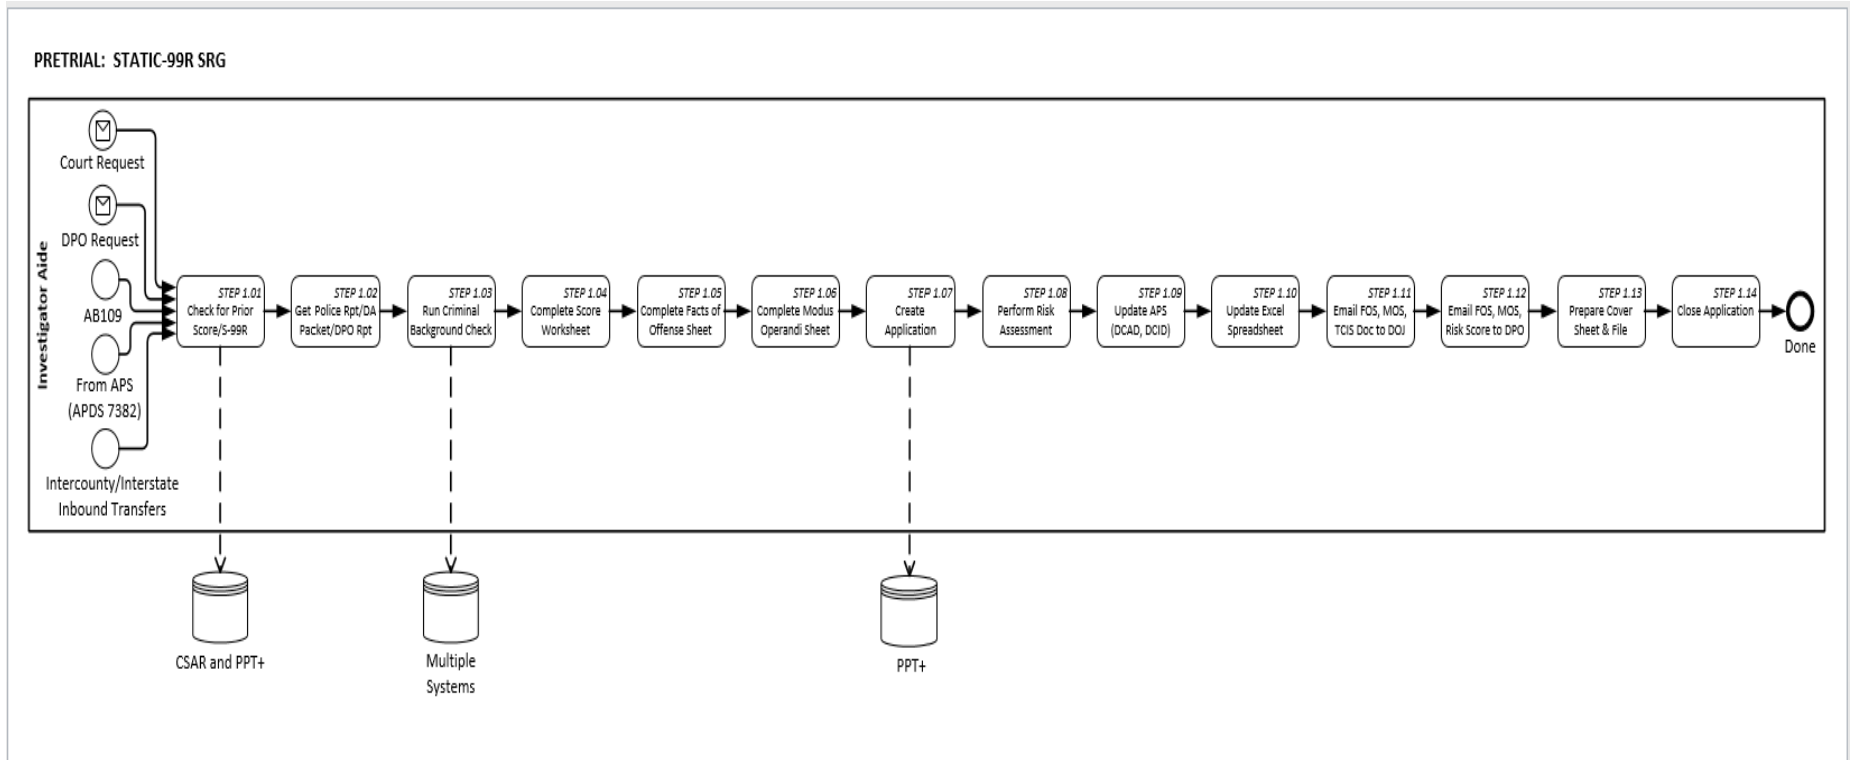 PRETRIAL: STATIC-99R SRG
Investigator Aide
Court Request
DPO Request
AB109
From APS
(APDS 7382)
Intercounty/Interstate
Inbound Transfers
STEP 1.01
Check for Prior
Score/S-99R
STEP 1.02
Get Police Rpt/DA
Packet/DPO Rpt
STEP 1.03
Run Criminal
Background Check
STEP 1.04
Complete Score
Worksheet
STEP 1.05
Complete Facts of
Offense Sheet
STEP 1.06
Complete Modus
Operandi Sheet
STEP 1.07
Create
Application
STEP 1.08
Perform Risk
Assessment
STEP 1.09
Update APS
(DCAD, DCID)
STEP 1.10
Update Excel
Spreadsheet
STEP 1.11
Email FOS, MOS,
TCIS Doc to DOJ
STEP 1.12
Email FOS, MOS,
Risk Score to DPO
STEP 1.13
Prepare Cover
Sheet & File
STEP 1.14
Close Application
Done
CSAR and PPT+
Multiple
Systems
PPT+